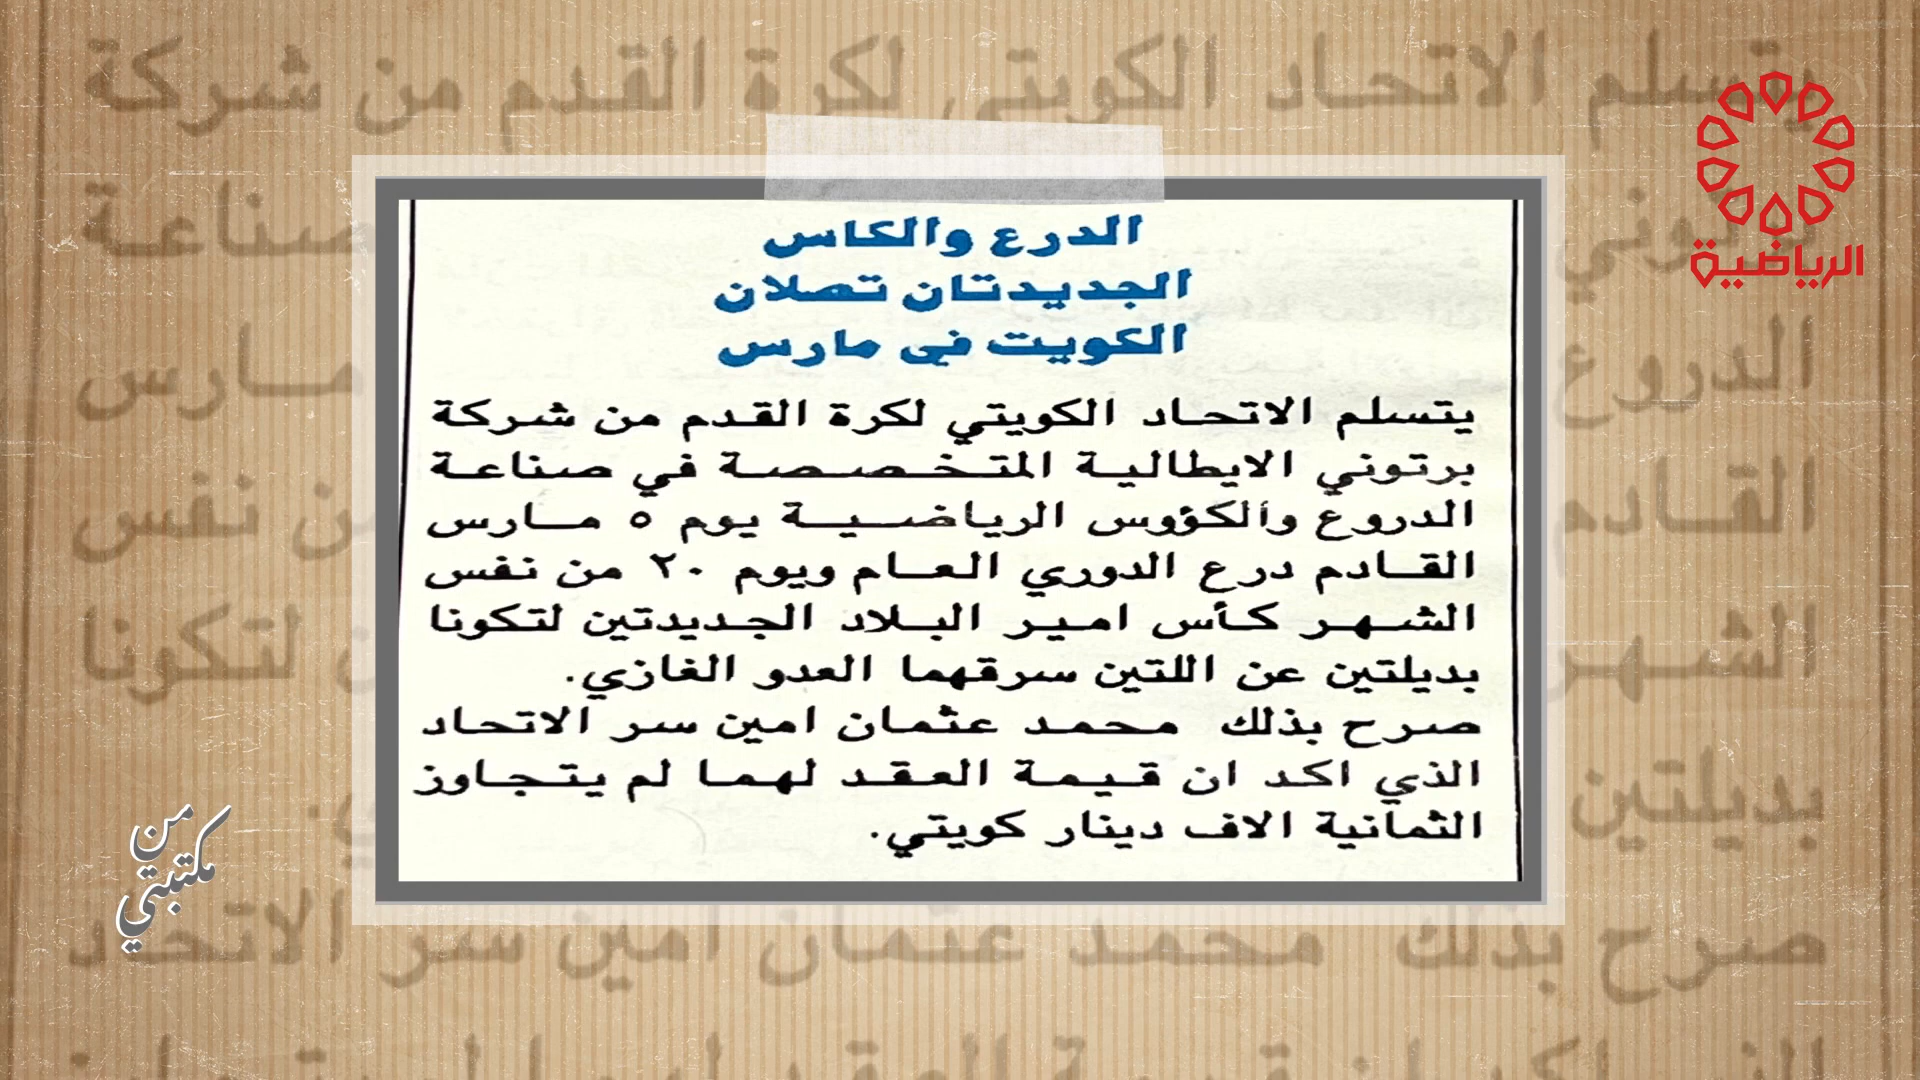 الرياضية
الدرع والكاس
الجديدتان تصلان
الكويت في مارس
يتسلم الاتحاد الكويتي لكرة القدم من شركة
برتوني الايطالية المتخصصة في صناعة
الدروع وألكؤوس الرياضية يوم ٥ مارس
القادم درع الدوري العام ويوم ٢٠ من نفس
الشهر كأس امير البلاد الجديدتين لتكونا
بديلتين عن اللتين سرقهما العدو الغازي.
صرح بذلك محمد عثمان امين سر الاتحاد
الذي اكد ان قيمة العقد لهما لم يتجاوز
الثمانية الاف دينار كويتي.
من
مكتبتي